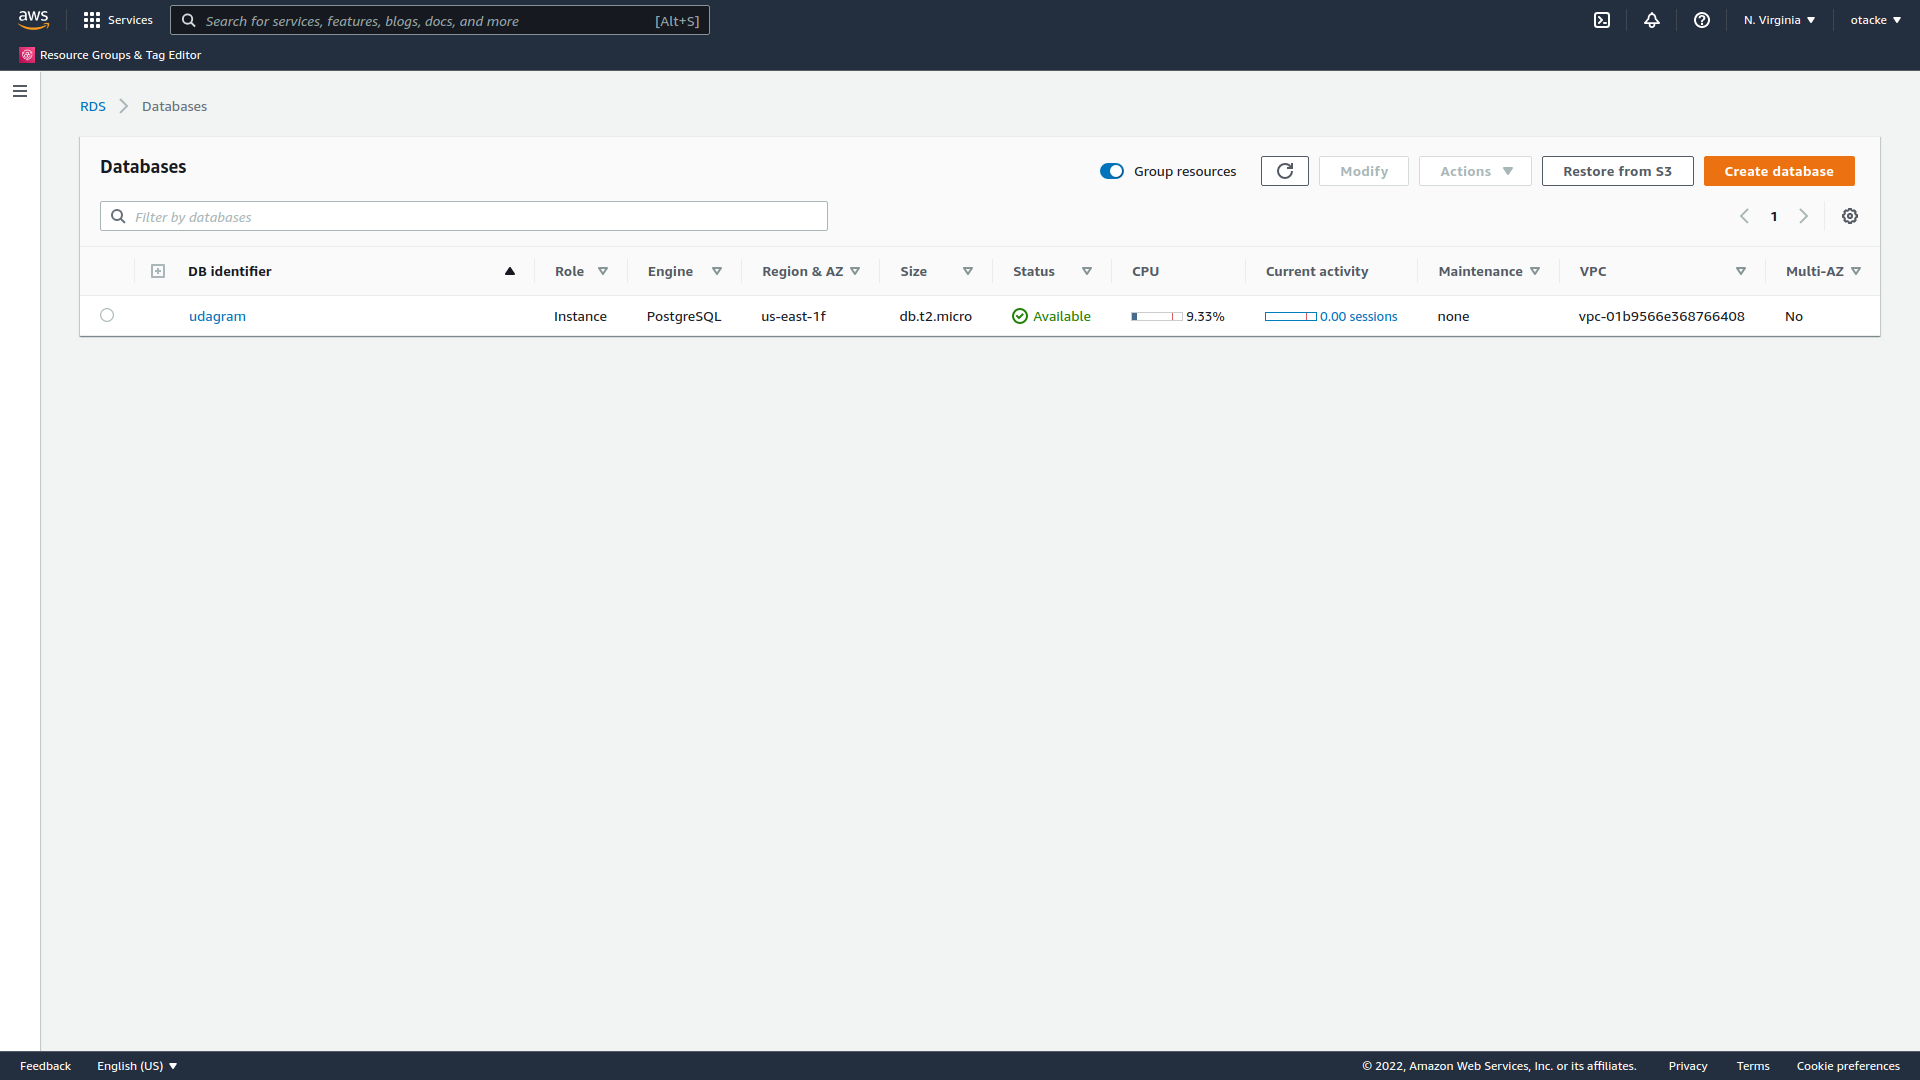 aws Services Search for services, features, blogs, docs, and more [Alt+S] N. Virginia otacke
Resource Groups & Tag Editor
RDS Databases
Databases Group resources Modify Actions Restore from S3 Create database
Filter by databases 1
DB identifier Role Engine Region & AZ Size Status CPU Current activity Maintenance VPC Multi-AZ
udagram Instance PostgreSQL us-east-1f db.t2.micro Available 9.33% 0.00 sessions none vpc-01b9566e368766408 No
Feedback English (US) © 2022, Amazon Web Services, Inc. or its affiliates. Privacy Terms Cookie preferences